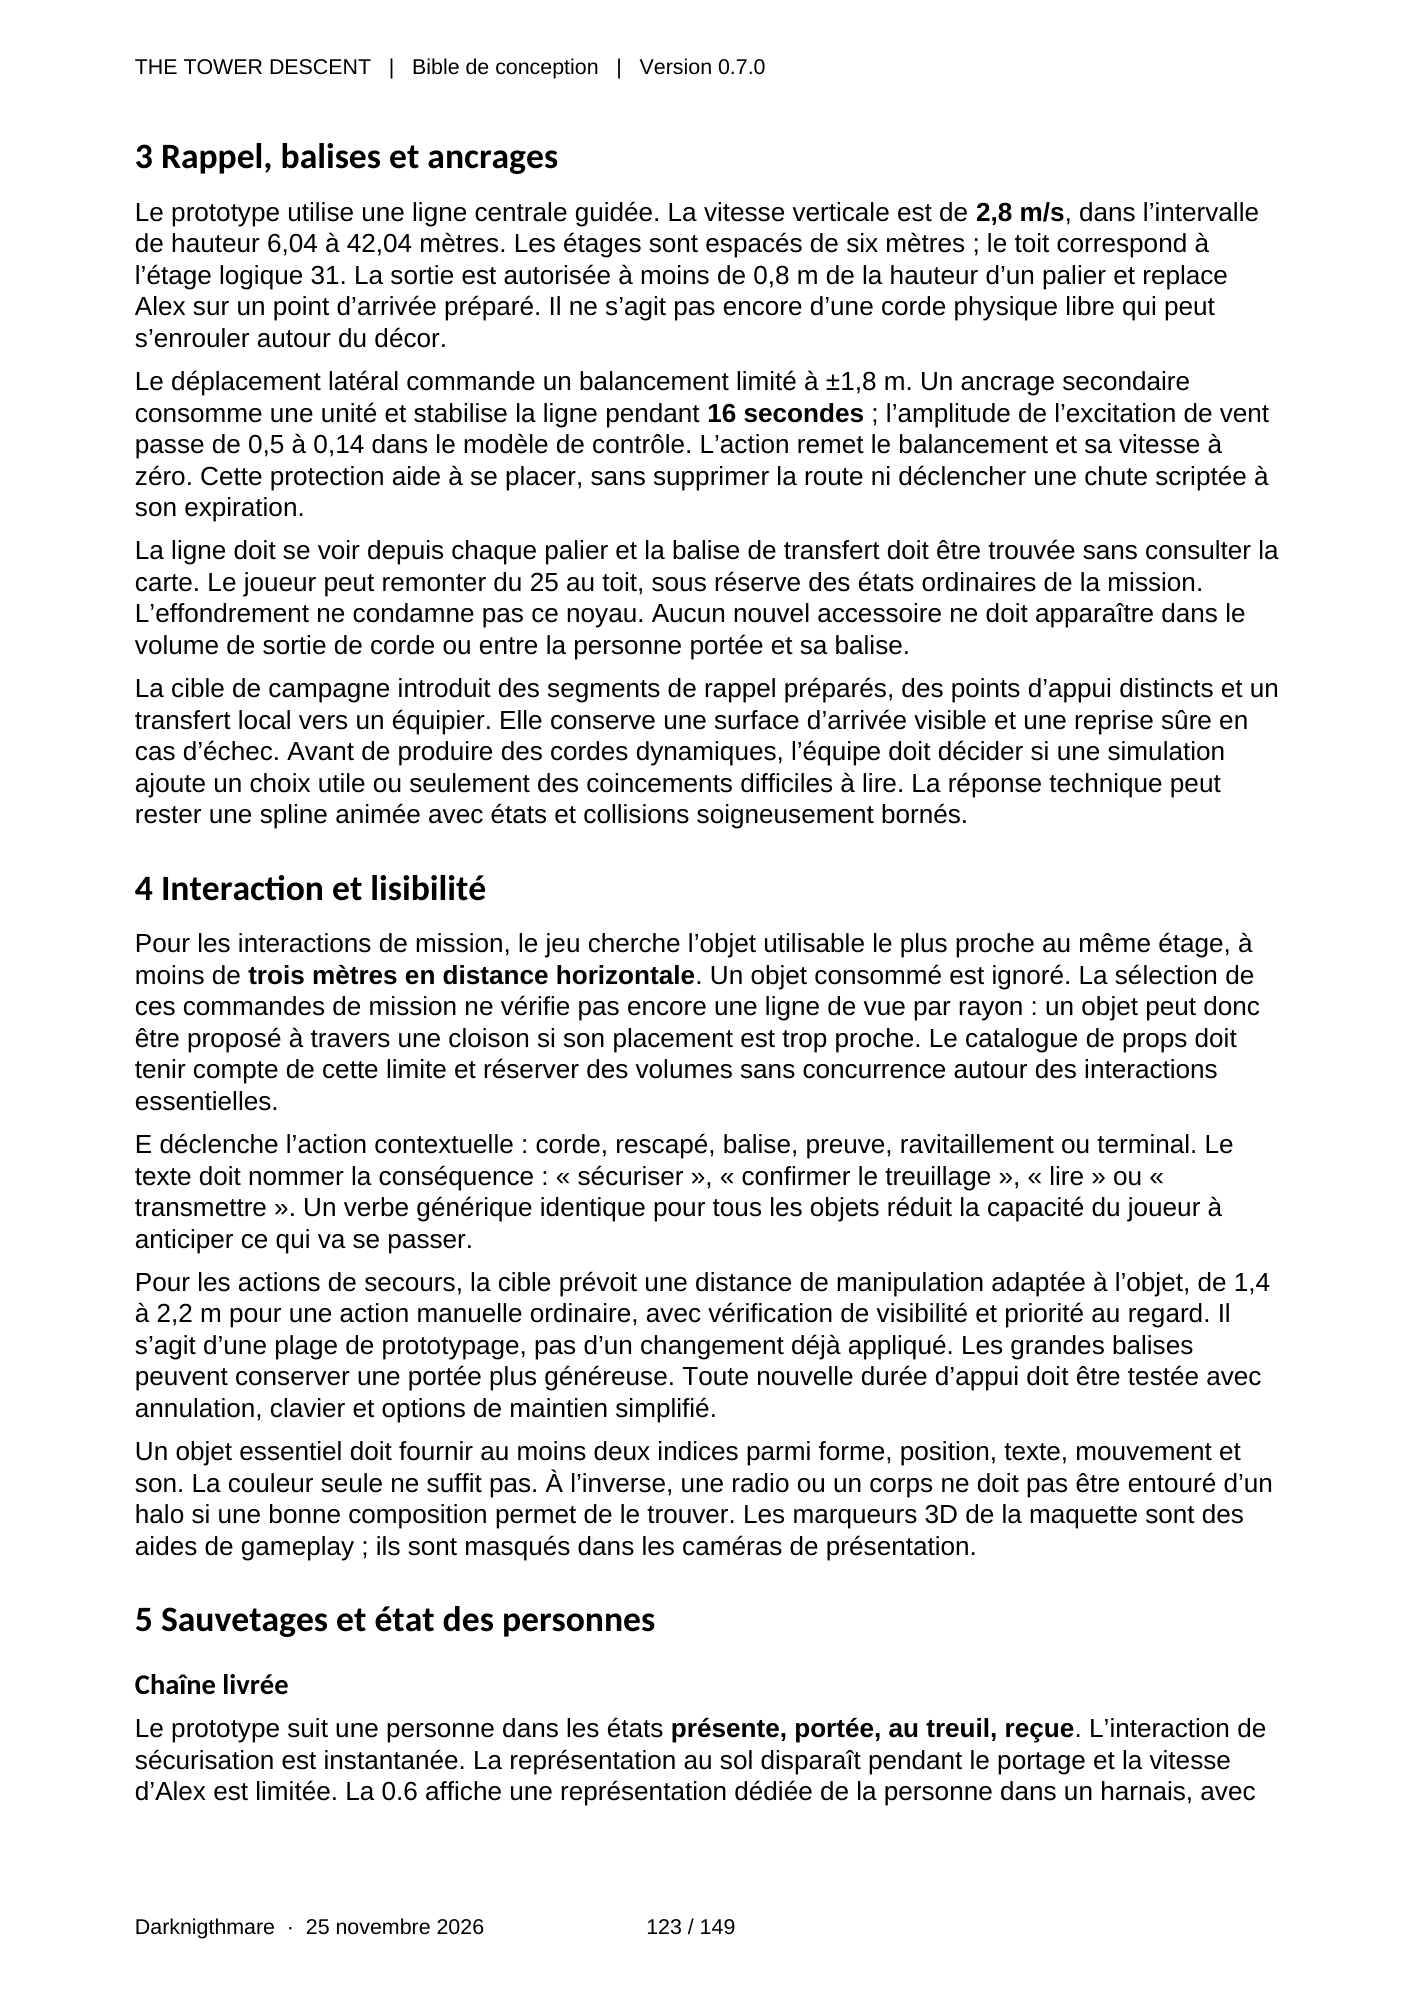 THE TOWER DESCENT | Bible de conception | Version 0.7.0
3 Rappel, balises et ancrages
Le prototype utilise une ligne centrale guidée. La vitesse verticale est de 2,8 m/s, dans l’intervalle
de hauteur 6,04 à 42,04 mètres. Les étages sont espacés de six mètres ; le toit correspond à
l’étage logique 31. La sortie est autorisée à moins de 0,8 m de la hauteur d’un palier et replace
Alex sur un point d’arrivée préparé. Il ne s’agit pas encore d’une corde physique libre qui peut
s’enrouler autour du décor.
Le déplacement latéral commande un balancement limité à ±1,8 m. Un ancrage secondaire
consomme une unité et stabilise la ligne pendant 16 secondes ; l’amplitude de l’excitation de vent
passe de 0,5 à 0,14 dans le modèle de contrôle. L’action remet le balancement et sa vitesse à
zéro. Cette protection aide à se placer, sans supprimer la route ni déclencher une chute scriptée à
son expiration.
La ligne doit se voir depuis chaque palier et la balise de transfert doit être trouvée sans consulter la
carte. Le joueur peut remonter du 25 au toit, sous réserve des états ordinaires de la mission.
L’effondrement ne condamne pas ce noyau. Aucun nouvel accessoire ne doit apparaître dans le
volume de sortie de corde ou entre la personne portée et sa balise.
La cible de campagne introduit des segments de rappel préparés, des points d’appui distincts et un
transfert local vers un équipier. Elle conserve une surface d’arrivée visible et une reprise sûre en
cas d’échec. Avant de produire des cordes dynamiques, l’équipe doit décider si une simulation
ajoute un choix utile ou seulement des coincements difficiles à lire. La réponse technique peut
rester une spline animée avec états et collisions soigneusement bornés.
4 Interaction et lisibilité
Pour les interactions de mission, le jeu cherche l’objet utilisable le plus proche au même étage, à
moins de trois mètres en distance horizontale. Un objet consommé est ignoré. La sélection de
ces commandes de mission ne vérifie pas encore une ligne de vue par rayon : un objet peut donc
être proposé à travers une cloison si son placement est trop proche. Le catalogue de props doit
tenir compte de cette limite et réserver des volumes sans concurrence autour des interactions
essentielles.
E déclenche l’action contextuelle : corde, rescapé, balise, preuve, ravitaillement ou terminal. Le
texte doit nommer la conséquence : « sécuriser », « confirmer le treuillage », « lire » ou «
transmettre ». Un verbe générique identique pour tous les objets réduit la capacité du joueur à
anticiper ce qui va se passer.
Pour les actions de secours, la cible prévoit une distance de manipulation adaptée à l’objet, de 1,4
à 2,2 m pour une action manuelle ordinaire, avec vérification de visibilité et priorité au regard. Il
s’agit d’une plage de prototypage, pas d’un changement déjà appliqué. Les grandes balises
peuvent conserver une portée plus généreuse. Toute nouvelle durée d’appui doit être testée avec
annulation, clavier et options de maintien simplifié.
Un objet essentiel doit fournir au moins deux indices parmi forme, position, texte, mouvement et
son. La couleur seule ne suffit pas. À l’inverse, une radio ou un corps ne doit pas être entouré d’un
halo si une bonne composition permet de le trouver. Les marqueurs 3D de la maquette sont des
aides de gameplay ; ils sont masqués dans les caméras de présentation.
5 Sauvetages et état des personnes
Chaîne livrée
Le prototype suit une personne dans les états présente, portée, au treuil, reçue. L’interaction de
sécurisation est instantanée. La représentation au sol disparaît pendant le portage et la vitesse
d’Alex est limitée. La 0.6 affiche une représentation dédiée de la personne dans un harnais, avec
Darknigthmare · 25 novembre 2026 123 / 149